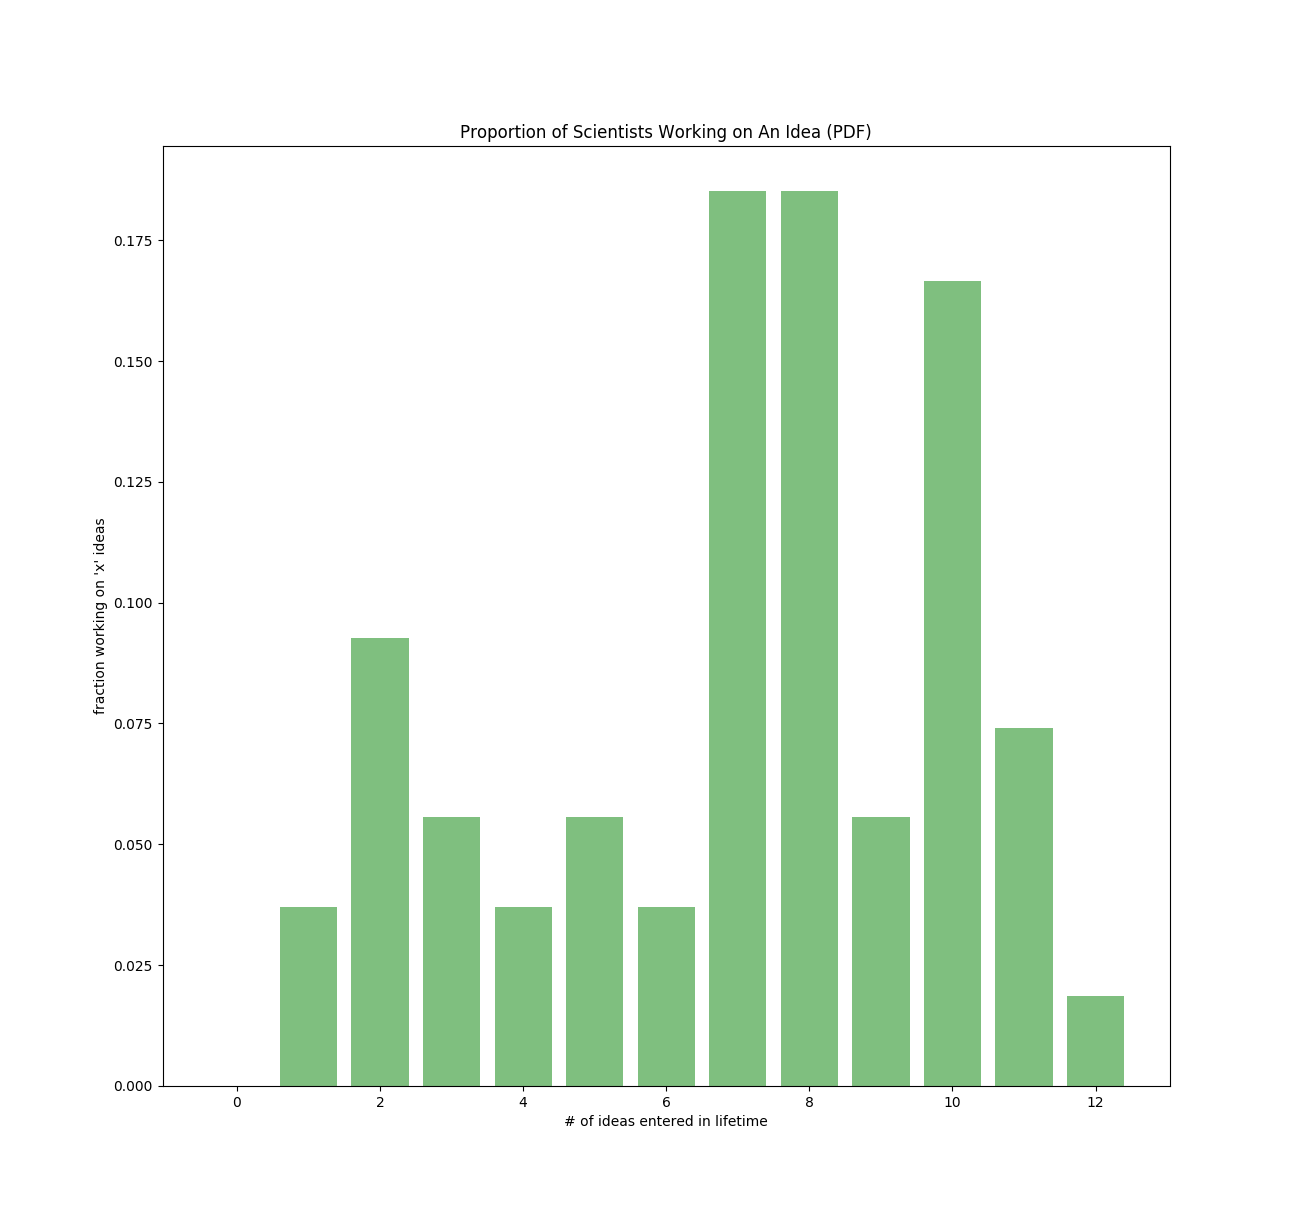 Proportion of Scientists Working on An Idea (PDF)
0.175
0.150
0.125
0.100
0.075
0.050
0.025
0.000
fraction working on 'x' ideas
0 2 4 6 8 10 12
# of ideas entered in lifetime